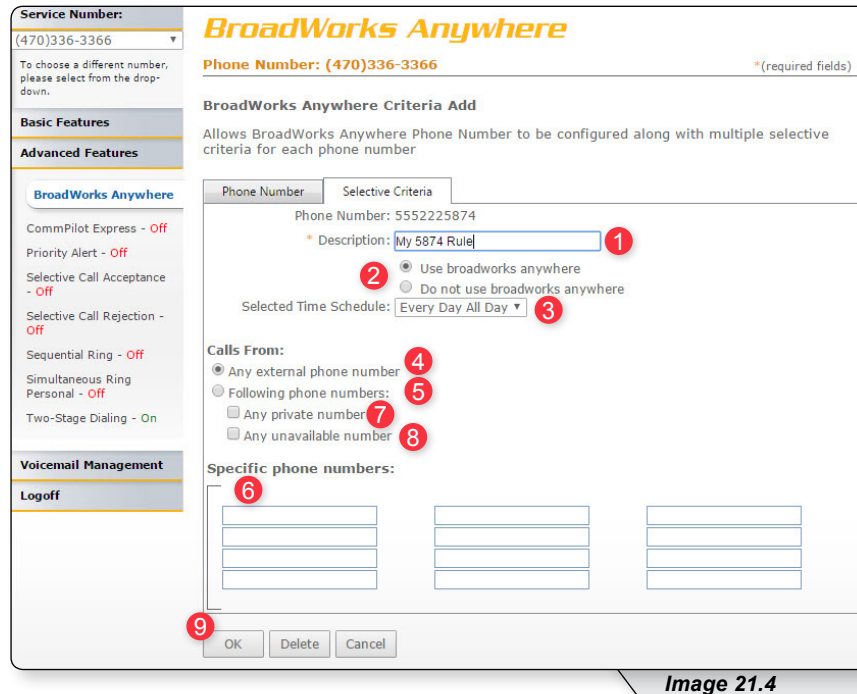 Service Number:
(470)336-3366
To choose a different number,
please select from the drop-
down.
Basic Features
Advanced Features
BroadWorks Anywhere
CommPilot Express - Off
Priority Alert - Off
Selective Call Acceptance
- Off
Selective Call Rejection -
Off
Sequential Ring - Off
Simultaneous Ring
Personal - Off
Two-Stage Dialing - On
Voicemail Management
Logoff
BroadWorks Anywhere
Phone Number: (470)336-3366 *(required fields)
BroadWorks Anywhere Criteria Add
Allows BroadWorks Anywhere Phone Number to be configured along with multiple selective
criteria for each phone number
Phone Number Selective Criteria
Phone Number: 5552225874
* Description: My 5874 Rule 1
2 Use broadworks anywhere
Do not use broadworks anywhere
Selected Time Schedule: Every Day All Day 3
Calls From:
Any external phone number 4
Following phone numbers: 5
Any private number 7
Any unavailable number 8
Specific phone numbers:
6
9
OK Delete Cancel
Image 21.4